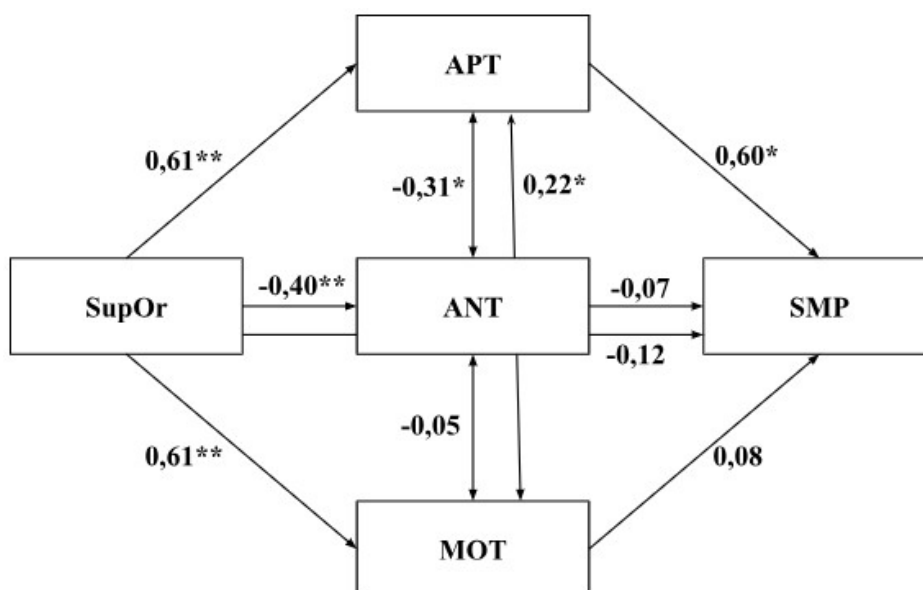 APT
0,61**
-0,31*
0,22*
0,60*
SupOr
-0,40**
ANT
-0,07
-0,12
SMP
-0,05
0,61**
0,08
MOT